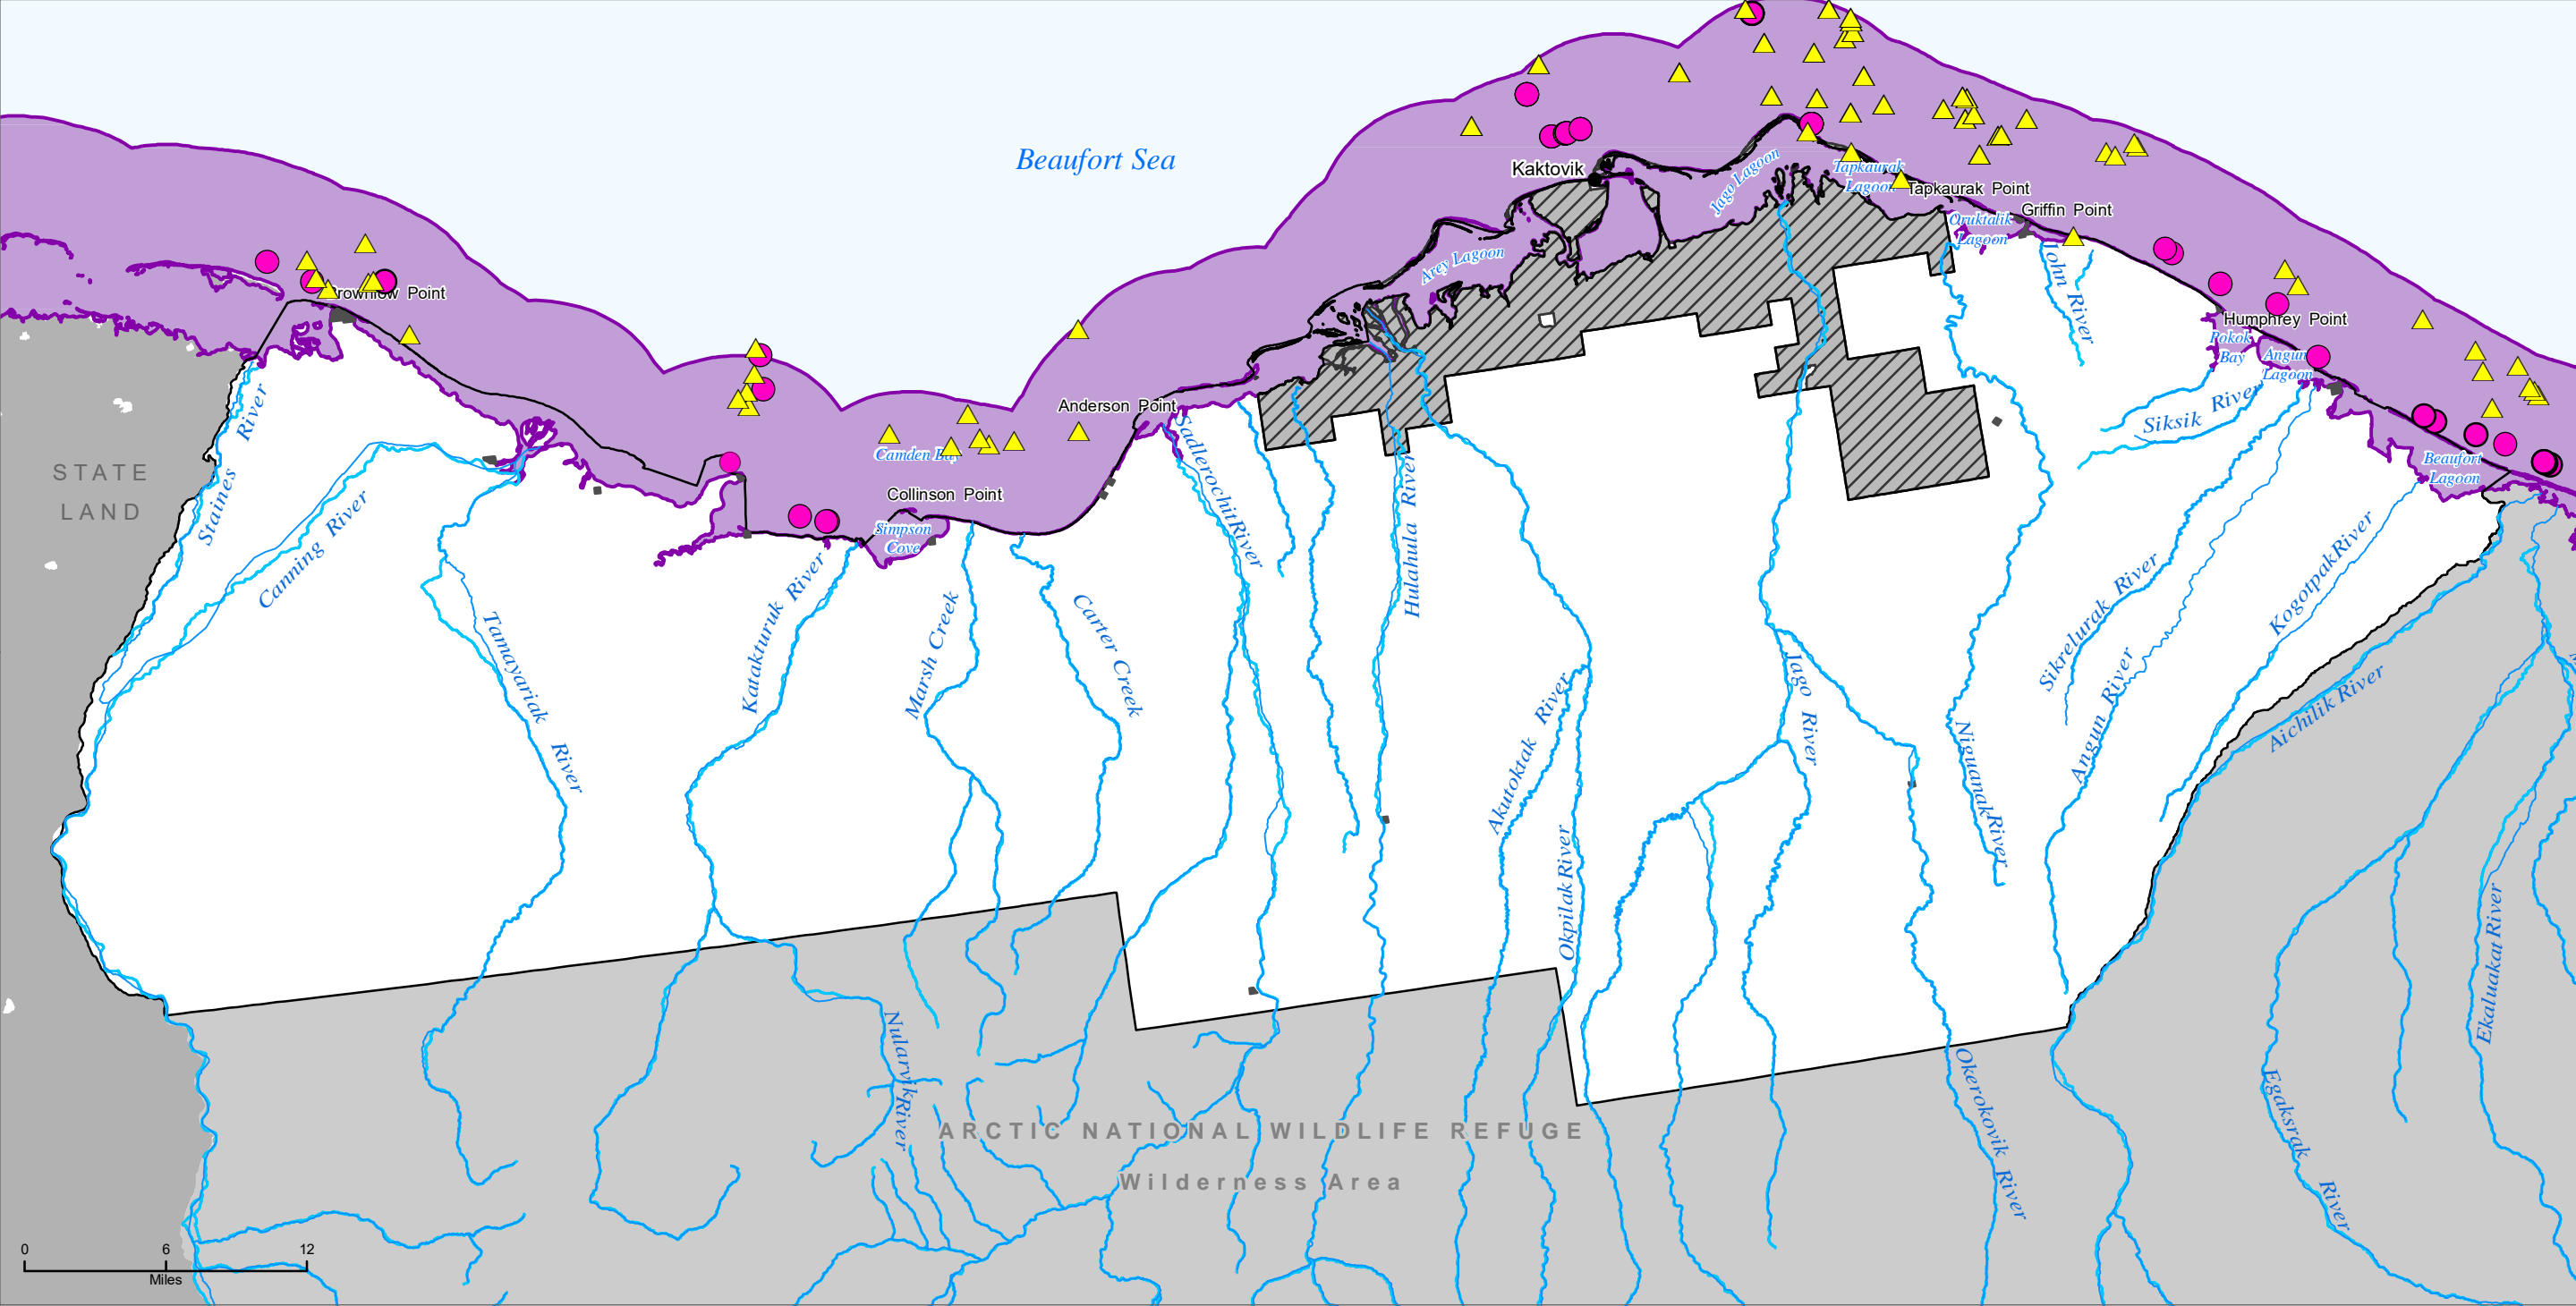 Beaufort Sea
Kaktovik
Jago Lagoon
Tapkaurak
Lagoon
Tapkaurak Point
Oruktalik
Lagoon
Griffin Point
Arey Lagoon
John River
Brownlow Point
Humphrey Point
Pokok
Bay
Angun
Lagoon
Siksik River
Anderson Point
Camden Bay
Collinson Point
Simpson
Cove
Beaufort
Lagoon
STATE
LAND
Staines River
Canning River
Tamayariak River
Katakturuk River
Marsh Creek
Carter Creek
Sadlerochit River
Hulahula River
Akutoktak River
Okpilak River
Jago River
Niguanak River
Sikrelurak River
Angun River
Kogotpak River
Aichilik River
Nularvik River
Okerokovik River
Egaksrak River
Ekaluakat River
ARCTIC NATIONAL WILDLIFE REFUGE
Wilderness Area
0 6 12
Miles